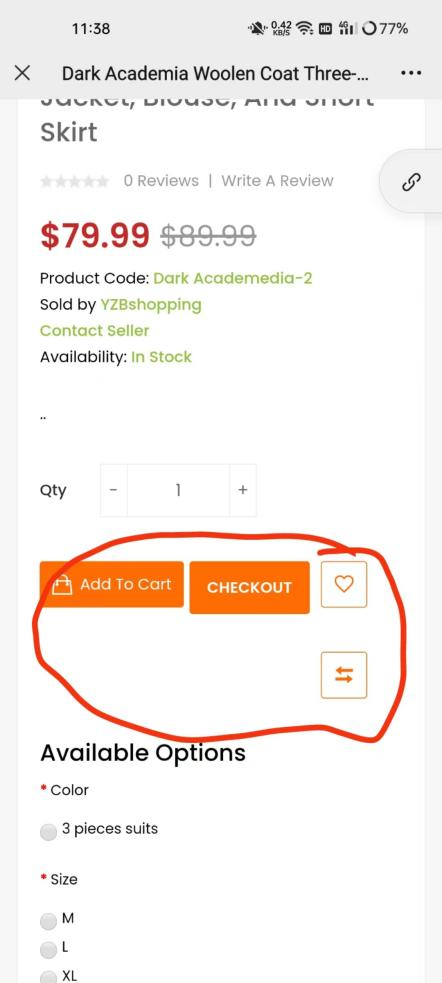 11:38
0.42
KB/S
HD
4G
77%
Dark Academia Woolen Coat Three-...
Jacket, Blouse, And Short
Skirt
0 Reviews | Write A Review
$79.99 $89.99
Product Code: Dark Academedia-2
Sold by YZBshopping
Contact Seller
Availability: In Stock
..
Qty - 1 +
Add To Cart CHECKOUT
Available Options
* Color
3 pieces suits
* Size
M
L
XL